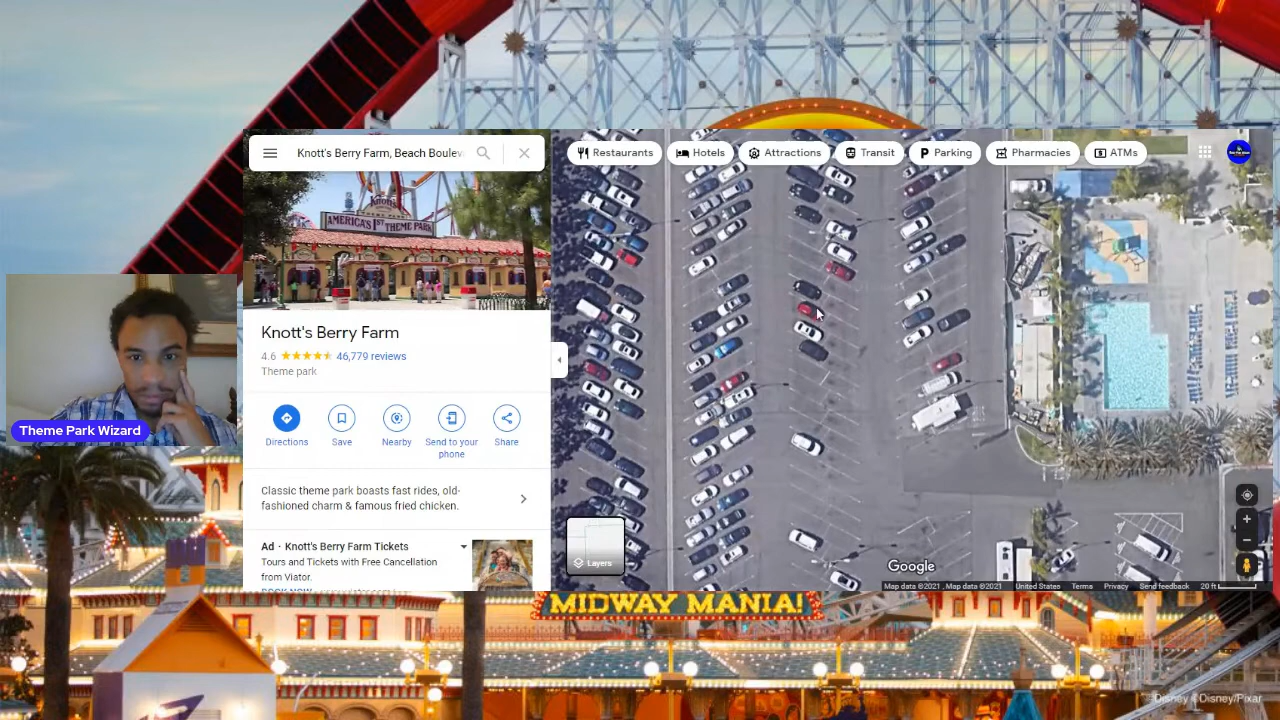 Knott's Berry Farm, Beach Boulev
Restaurants
Hotels
Attractions
Transit
Parking
Pharmacies
ATMs
Knott's
AMERICA'S 1ST THEME PARK
Knott's Berry Farm
4.6
46,779 reviews
Theme park
Directions
Save
Nearby
Send to your
phone
Share
Classic theme park boasts fast rides, old-
fashioned charm & famous fried chicken.
Ad · Knott's Berry Farm Tickets
Tours and Tickets with Free Cancellation
from Viator.
BOOK NOW
Theme Park Wizard
Layers
Google
Map data ©2021 , Map data ©2021
United States
Terms
Privacy
Send feedback
20 ft
MIDWAY MANIA!
©Disney ©Disney/Pixar